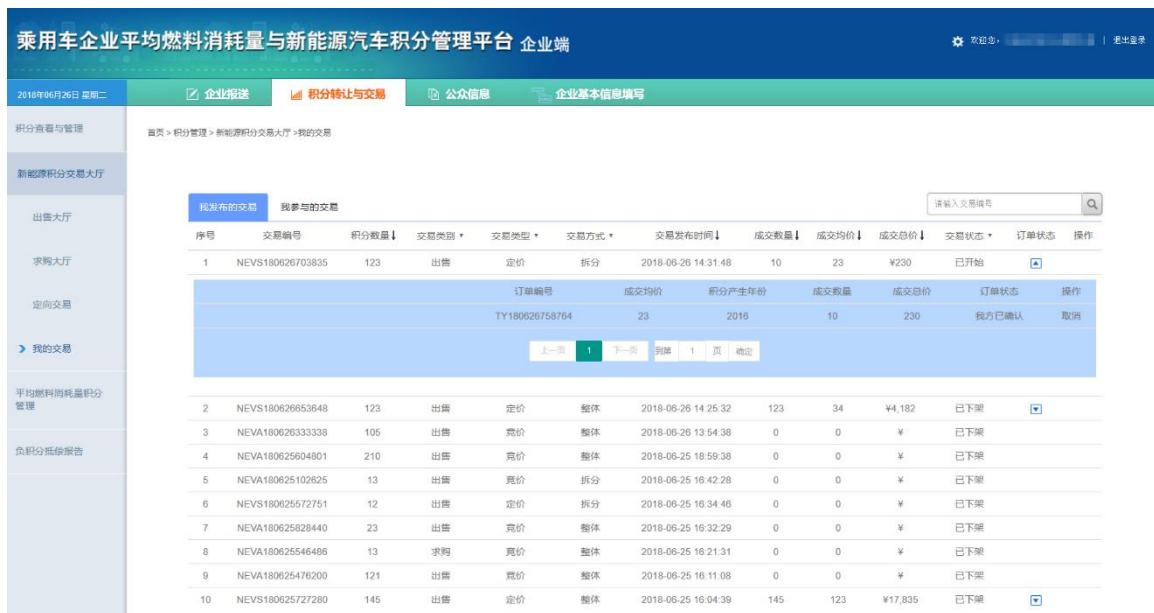 乘用车企业平均燃料消耗量与新能源汽车积分管理平台 企业端
欢迎您， | 退出登录
2018年06月26日 星期二 企业报送 积分转让与交易 公众信息 企业基本信息填写
积分查看与管理
首页 > 积分管理 > 新能源积分交易大厅 >我的交易
新能源积分交易大厅
出售大厅
求购大厅
定向交易
我的交易
平均燃料消耗量积分
管理
负积分抵偿报告
我发布的交易 我参与的交易 请输入交易编号
序号 交易编号 积分数量 交易类别 交易类型 交易方式 交易发布时间 成交数量 成交均价 成交总价 交易状态 订单状态 操作
1 NEVS180626703835 123 出售 定价 拆分 2018-06-26 14:31:48 10 23 ¥230 已开始
订单编号 成交均价 积分产生年份 成交数量 成交总价 订单状态 操作
TY180626758764 23 2016 10 230 我方已确认 取消
上一页 1 下一页 到第 1 页 确定
2 NEVS180626653648 123 出售 定价 整体 2018-06-26 14:25:32 123 34 ¥4,182 已下架
3 NEVA180626333338 105 出售 竞价 整体 2018-06-26 13:54:38 0 0 ¥ 已下架
4 NEVA180625604801 210 出售 竞价 整体 2018-06-25 18:59:38 0 0 ¥ 已下架
5 NEVA180625102625 13 出售 竞价 拆分 2018-06-25 16:42:28 0 0 ¥ 已下架
6 NEVS180625572751 12 出售 定价 拆分 2018-06-25 16:34:46 0 0 ¥ 已下架
7 NEVA180625828440 23 出售 竞价 整体 2018-06-25 16:32:29 0 0 ¥ 已下架
8 NEVA180625546486 13 求购 竞价 整体 2018-06-25 16:21:31 0 0 ¥ 已下架
9 NEVA180625476200 121 出售 竞价 整体 2018-06-25 16:11:08 0 0 ¥ 已下架
10 NEVS180625727280 145 出售 定价 整体 2018-06-25 16:04:39 145 123 ¥17,835 已下架